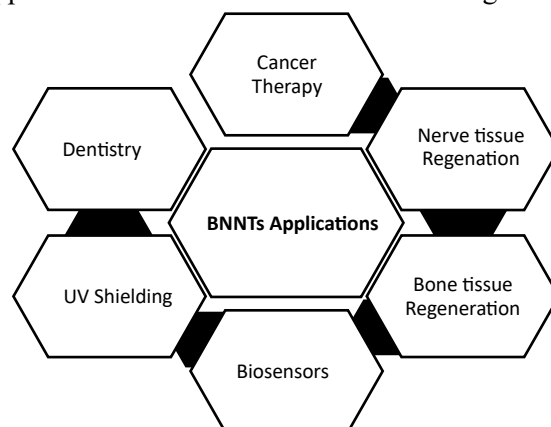 Cancer
Therapy
Nerve tissue
Regenation
Dentistry
BNNTs Applications
Bone tissue
Regeneration
UV Shielding
Biosensors